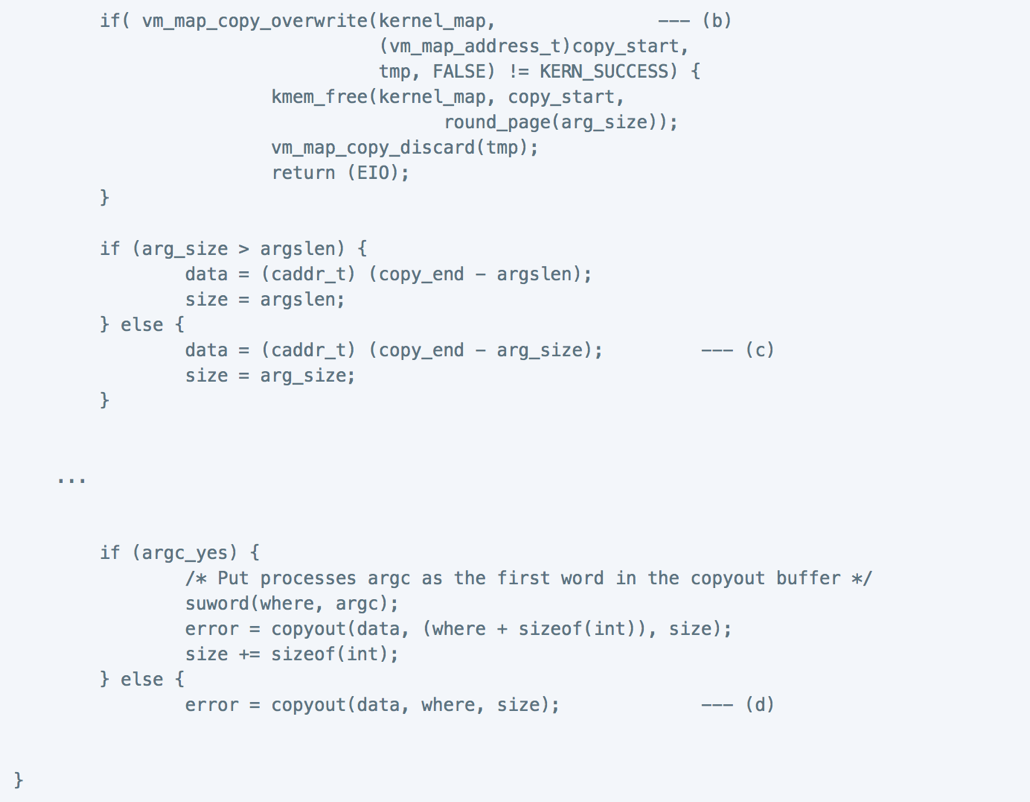 if( vm_map_copy_overwrite(kernel_map,                --- (b)
(vm_map_address_t)copy_start,
tmp, FALSE) != KERN_SUCCESS) {
kmem_free(kernel_map, copy_start,
round_page(arg_size));
vm_map_copy_discard(tmp);
return (EIO);
}
if (arg_size > argslen) {
data = (caddr_t) (copy_end - argslen);
size = argslen;
} else {
data = (caddr_t) (copy_end - arg_size);         --- (c)
size = arg_size;
}
...
if (argc_yes) {
/* Put processes argc as the first word in the copyout buffer */
suword(where, argc);
error = copyout(data, (where + sizeof(int)), size);
size += sizeof(int);
} else {
error = copyout(data, where, size);             --- (d)
}